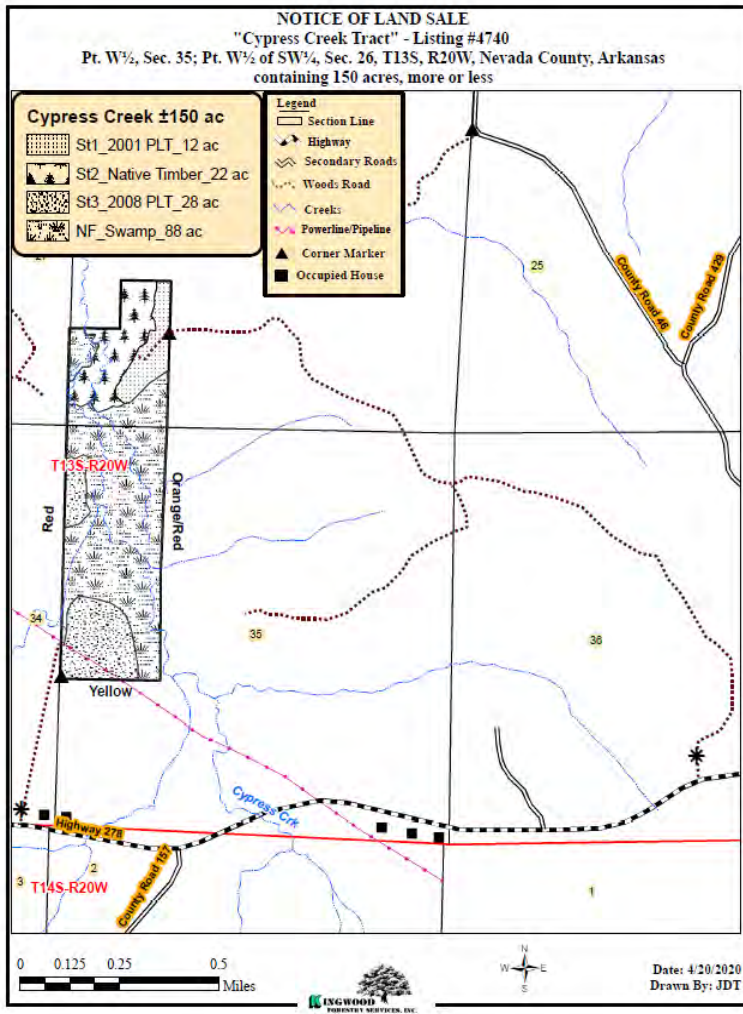 NOTICE OF LAND SALE
"Cypress Creek Tract" - Listing #4740
Pt. W½, Sec. 35; Pt. W½ of SW¼, Sec. 26, T13S, R20W, Nevada County, Arkansas
containing 150 acres, more or less
Cypress Creek ±150 ac
St1_2001 PLT_12 ac
St2_Native Timber_22 ac
St3_2008 PLT_28 ac
NF_Swamp_88 ac
Legend
Section Line
Highway
Secondary Roads
Woods Road
Creeks
Powerline/Pipeline
Corner Marker
Occupied House
27
25
County Road 46
County Road 429
T13S-R20W
Red
Orange/Red
34
35
36
Yellow
Cypress Crk
Highway 278
County Road 157
3
2
T14S-R20W
1
0 0.125 0.25 0.5
Miles
N
W E
S
Date: 4/20/2020
Drawn By: JDT
KINGWOOD
FORESTRY SERVICES, INC.